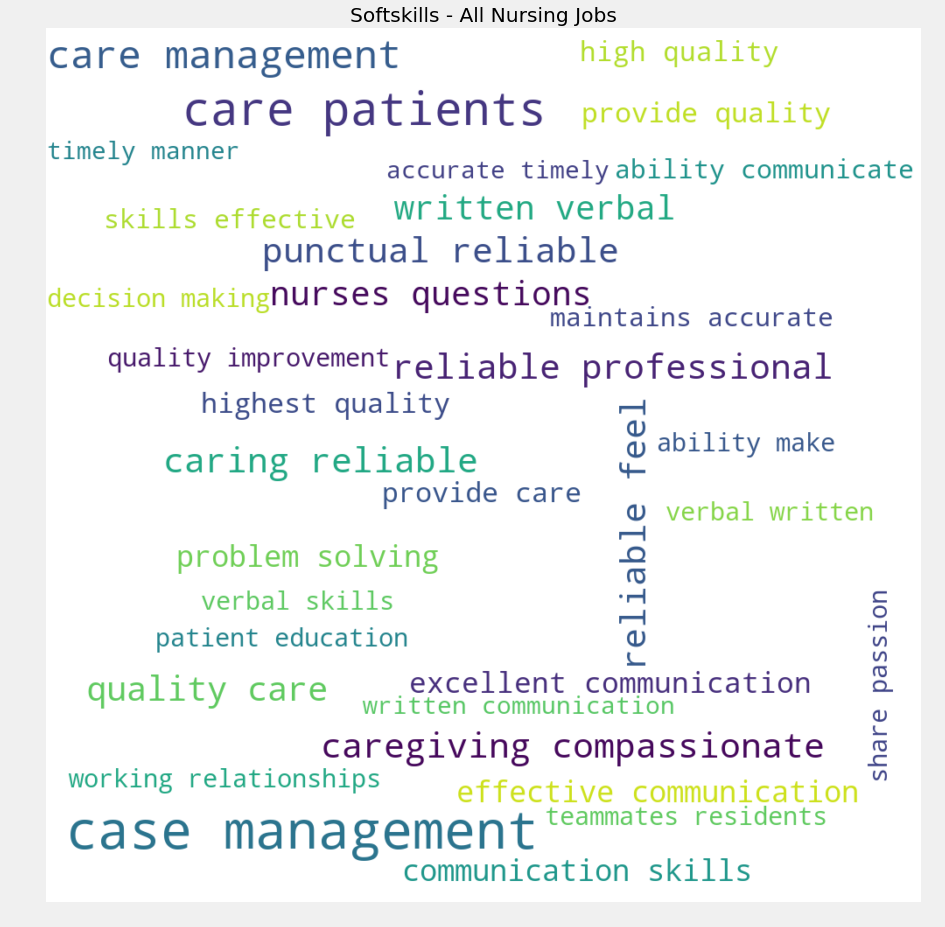 Softskills - All Nursing Jobs
care management
high quality
care patients
provide quality
timely manner
accurate timely
ability communicate
skills effective
written verbal
punctual reliable
decision making
nurses questions
maintains accurate
quality improvement
reliable professional
highest quality
reliable feel
ability make
caring reliable
provide care
verbal written
problem solving
verbal skills
share passion
patient education
quality care
excellent communication
written communication
caregiving compassionate
working relationships
effective communication
case management
teammates residents
communication skills